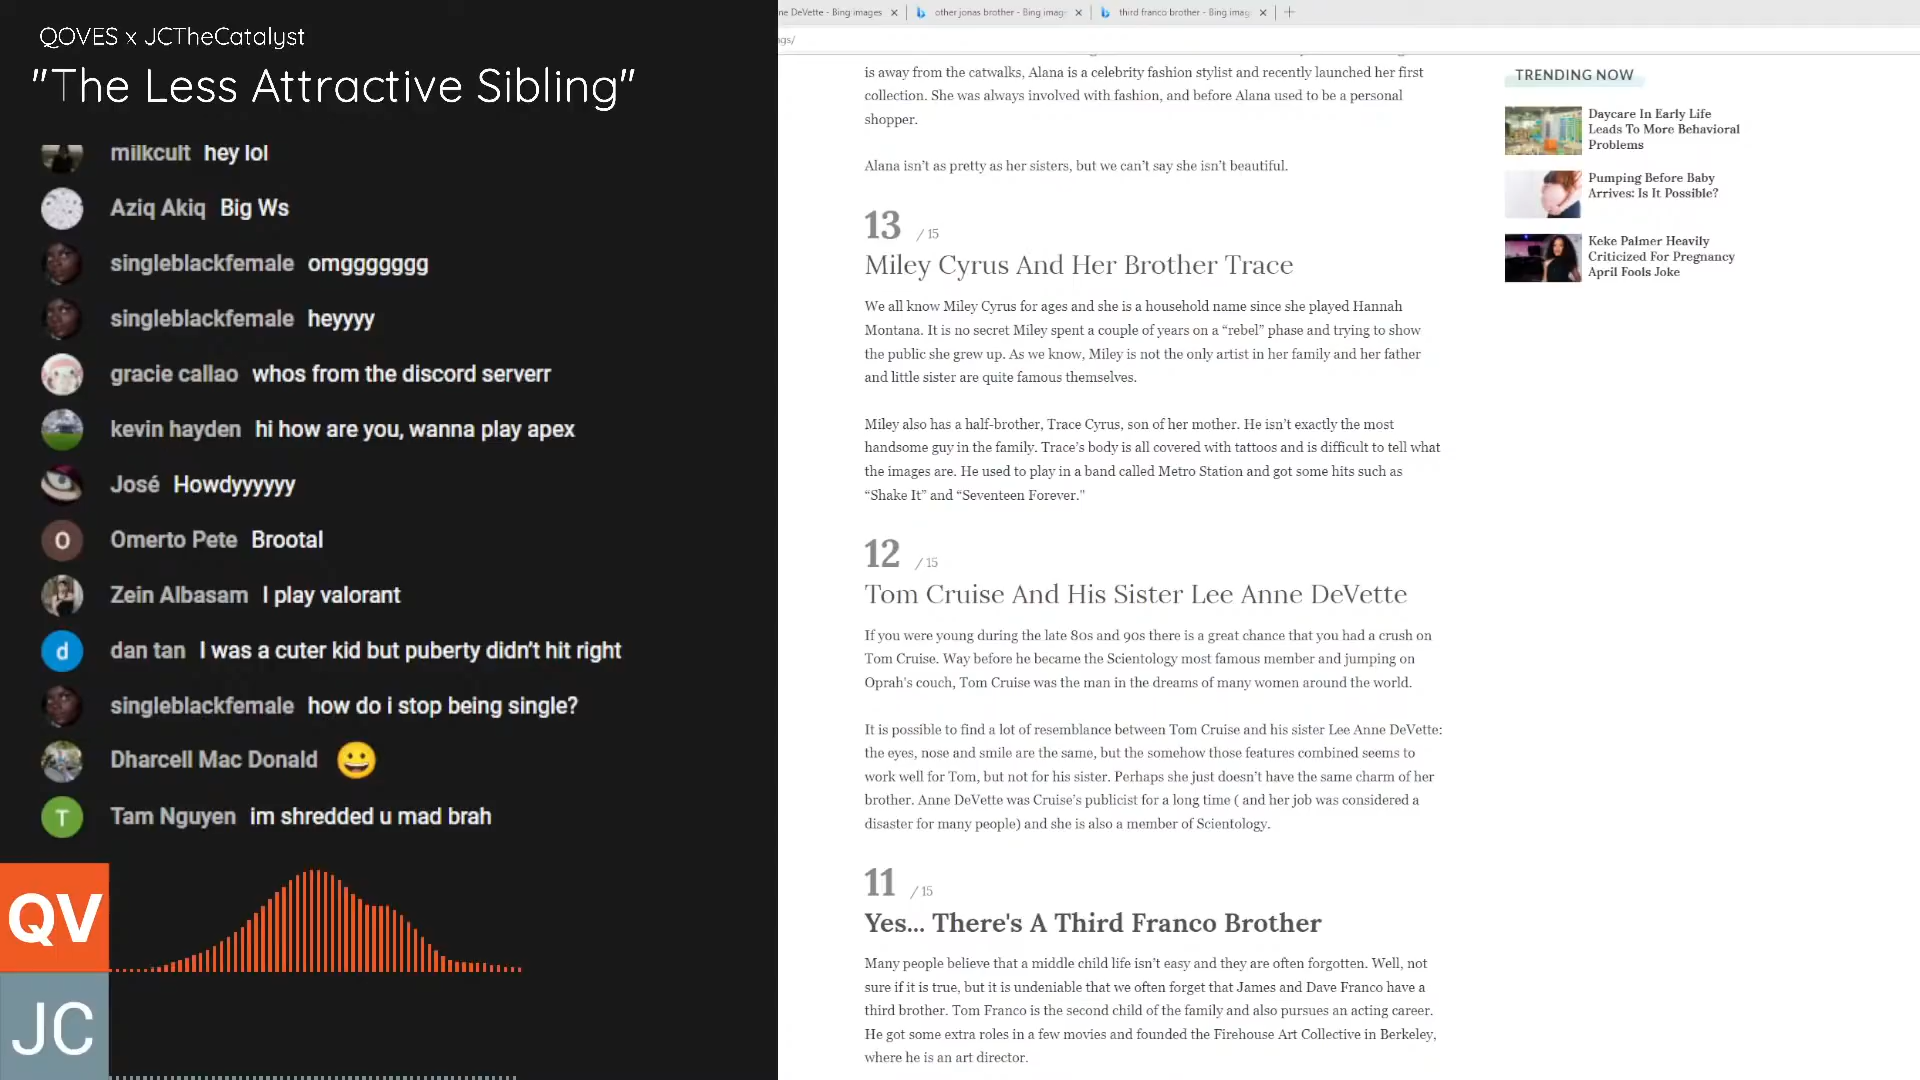 QOVES x JCTheCatalyst
"The Less Attractive Sibling"
milkcult hey lol
Aziq Akiq Big Ws
singleblackfemale omggggggg
singleblackfemale heyyyy
gracie callao whos from the discord serverr
kevin hayden hi how are you, wanna play apex
José Howdyyyyyy
O Omerto Pete Brootal
Zein Albasam I play valorant
d dan tan I was a cuter kid but puberty didn't hit right
singleblackfemale how do i stop being single?
Dharcell Mac Donald 😀
T Tam Nguyen im shredded u mad brah
QV
JC
ne DeVette - Bing images
other jonas brother - Bing imag
third franco brother - Bing imag
gs/
is away from the catwalks, Alana is a celebrity fashion stylist and recently launched her first
collection. She was always involved with fashion, and before Alana used to be a personal
shopper.
Alana isn't as pretty as her sisters, but we can't say she isn't beautiful.
13 / 15
Miley Cyrus And Her Brother Trace
We all know Miley Cyrus for ages and she is a household name since she played Hannah
Montana. It is no secret Miley spent a couple of years on a “rebel” phase and trying to show
the public she grew up. As we know, Miley is not the only artist in her family and her father
and little sister are quite famous themselves.
Miley also has a half-brother, Trace Cyrus, son of her mother. He isn't exactly the most
handsome guy in the family. Trace's body is all covered with tattoos and is difficult to tell what
the images are. He used to play in a band called Metro Station and got some hits such as
“Shake It” and “Seventeen Forever.”
12 / 15
Tom Cruise And His Sister Lee Anne DeVette
If you were young during the late 80s and 90s there is a great chance that you had a crush on
Tom Cruise. Way before he became the Scientology most famous member and jumping on
Oprah's couch, Tom Cruise was the man in the dreams of many women around the world.
It is possible to find a lot of resemblance between Tom Cruise and his sister Lee Anne DeVette:
the eyes, nose and smile are the same, but the somehow those features combined seems to
work well for Tom, but not for his sister. Perhaps she just doesn't have the same charm of her
brother. Anne DeVette was Cruise's publicist for a long time ( and her job was considered a
disaster for many people) and she is also a member of Scientology.
11 / 15
Yes... There's A Third Franco Brother
Many people believe that a middle child life isn't easy and they are often forgotten. Well, not
sure if it is true, but it is undeniable that we often forget that James and Dave Franco have a
third brother. Tom Franco is the second child of the family and also pursues an acting career.
He got some extra roles in a few movies and founded the Firehouse Art Collective in Berkeley,
where he is an art director.
TRENDING NOW
Daycare In Early Life
Leads To More Behavioral
Problems
Pumping Before Baby
Arrives: Is It Possible?
Keke Palmer Heavily
Criticized For Pregnancy
April Fools Joke